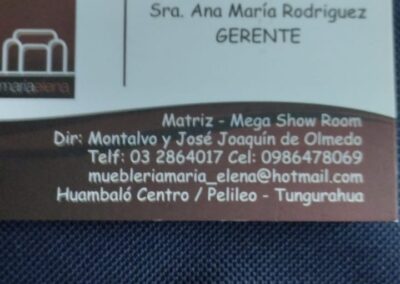 Sra. Ana María Rodriguez
GERENTE
mariaelena
Matriz - Mega Show Room
Dir: Montalvo y José Joaquín de Olmedo
Telf: 03 2864017 Cel: 0986478069
muebleriamaria_elena@hotmail.com
Huambaló Centro / Pelileo - Tungurahua